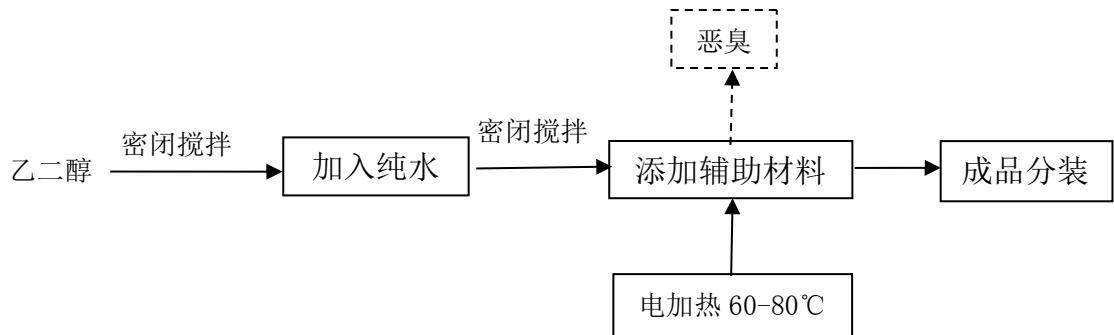 恶臭
密闭搅拌
密闭搅拌
乙二醇
加入纯水
添加辅助材料
成品分装
电加热 60-80℃